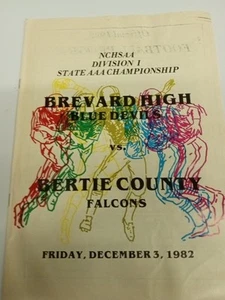 NCHSAA
DIVISION I
STATE AAA CHAMPIONSHIP
BREVARD HIGH
BLUE DEVILS
vs.
BERTIE COUNTY
FALCONS
FRIDAY, DECEMBER 3, 1982